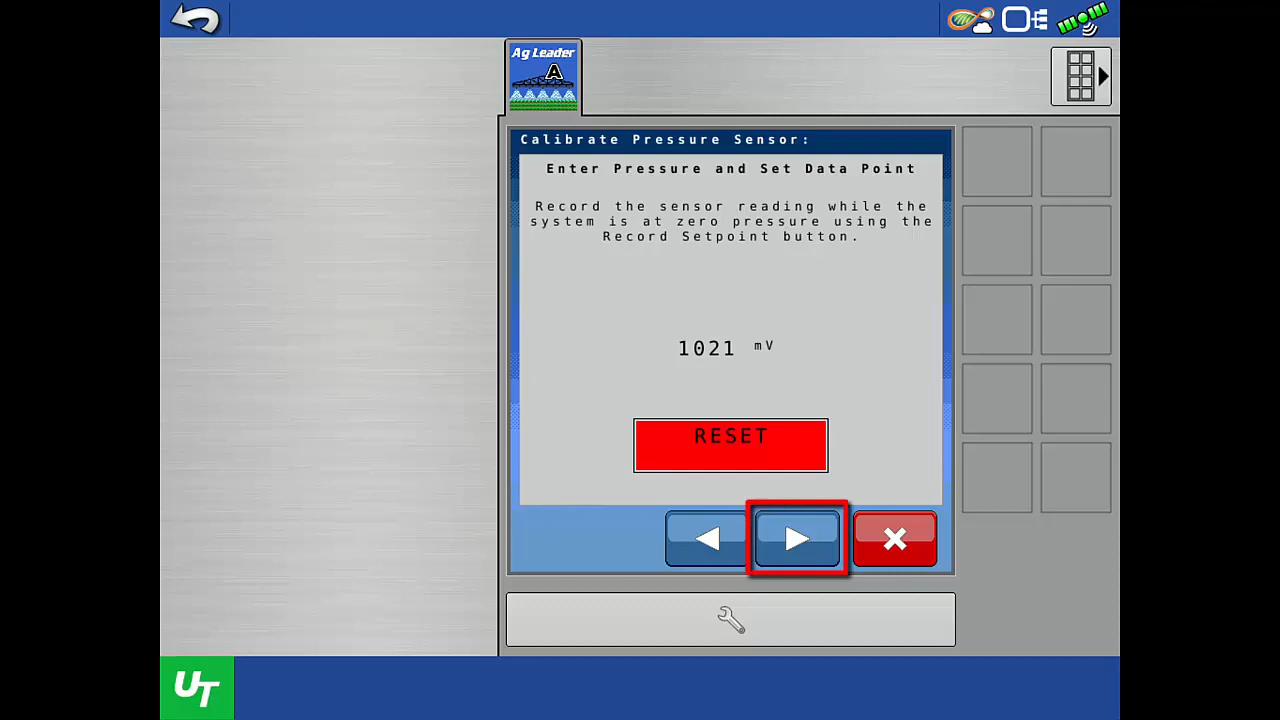 Ag Leader
A
Calibrate Pressure Sensor:
Enter Pressure and Set Data Point
Record the sensor reading while the
system is at zero pressure using the
Record Setpoint button.
1021 mV
RESET
UT